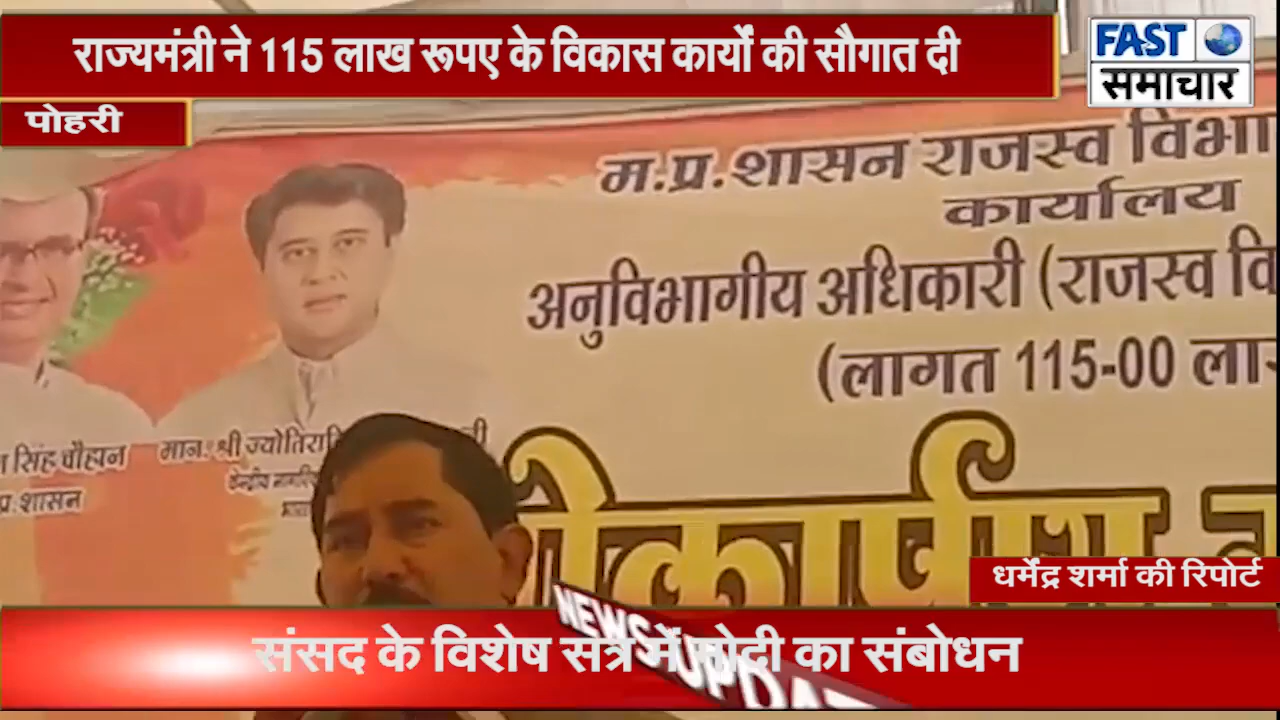 राज्यमंत्री ने 115 लाख रूपए के विकास कार्यों की सौगात दी
FAST
समाचार
पोहरी
म.प्र.शासन राजस्व विभा
कार्यालय
अनुविभागीय अधिकारी (राजस्व वि
(लागत 115-00 ला
सिंह चौहान
मान. श्री
प्र. शासन
केन्द्रीय
धर्मेंद्र शर्मा की रिपोर्ट
संसद के विशेष सत्र में मोदी का संबोधन
NEWS UPDAT